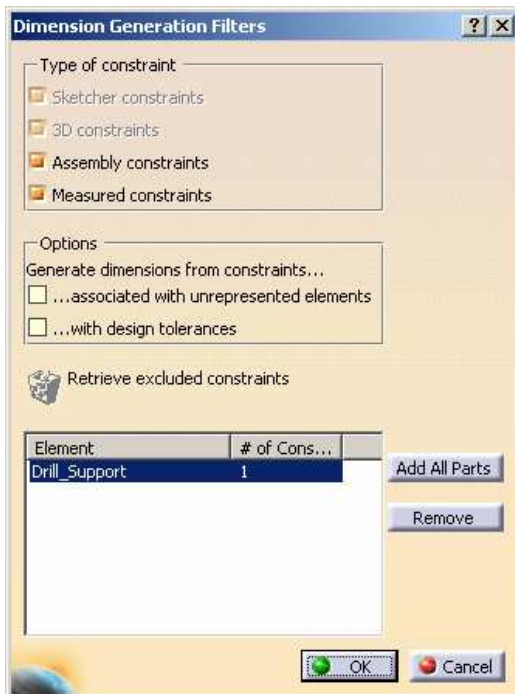 Dimension Generation Filters
Type of constraint
Sketcher constraints
3D constraints
Assembly constraints
Measured constraints
Options
Generate dimensions from constraints...
...associated with unrepresented elements
...with design tolerances
Retrieve excluded constraints
Element # of Cons...
Drill_Support 1
Add All Parts
Remove
OK Cancel